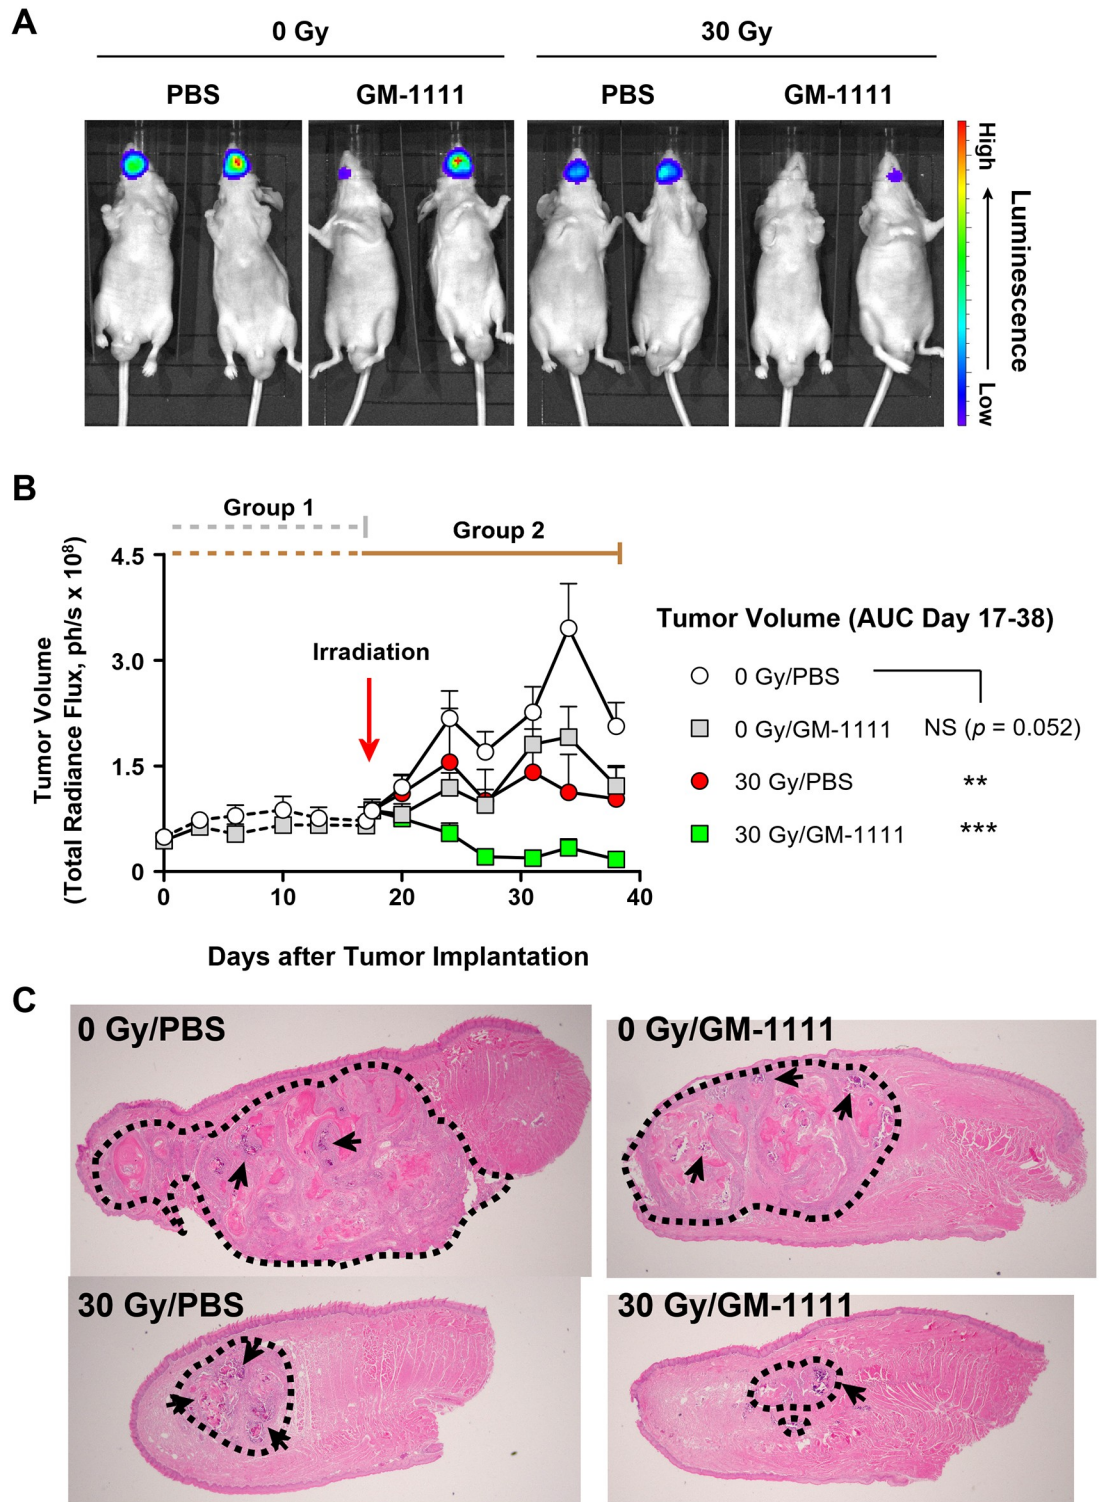 A
0 Gy
30 Gy
PBS
GM-1111
PBS
GM-1111
High
Luminescence
Low
B
Group 1
Group 2
Tumor Volume
(Total Radiance Flux, ph/s x 10⁸)
4.5
3.0
1.5
0
Irradiation
0
10
20
30
40
Days after Tumor Implantation
Tumor Volume (AUC Day 17-38)
0 Gy/PBS
NS (p = 0.052)
0 Gy/GM-1111
30 Gy/PBS
**
30 Gy/GM-1111
***
C
0 Gy/PBS
0 Gy/GM-1111
30 Gy/PBS
30 Gy/GM-1111